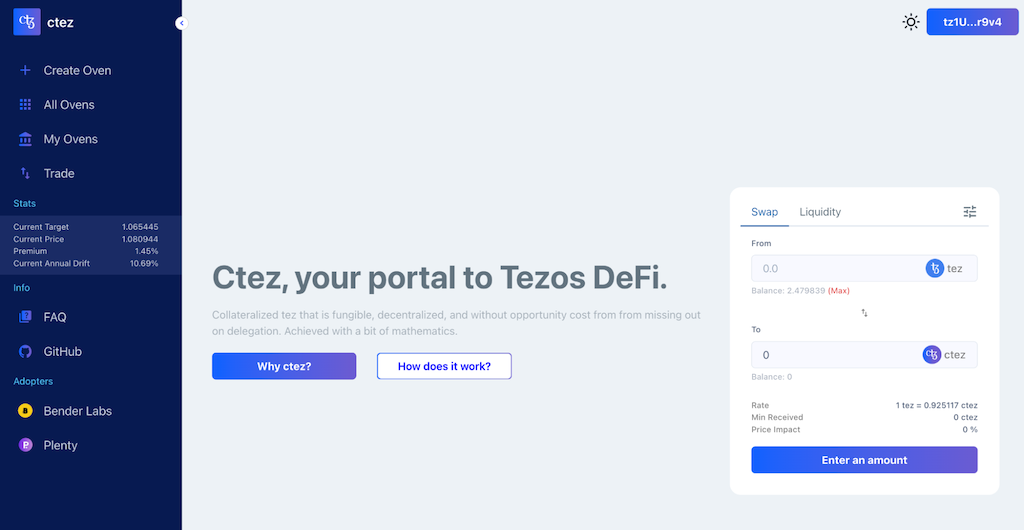 ctez
tz1U...r9v4
Create Oven
All Ovens
My Ovens
Trade
Stats
Current Target 1.065445
Current Price 1.080944
Premium 1.45%
Current Annual Drift 10.69%
Info
FAQ
GitHub
Adopters
Bender Labs
Plenty
Ctez, your portal to Tezos DeFi.
Collateralized tez that is fungible, decentralized, and without opportunity cost from from missing out
on delegation. Achieved with a bit of mathematics.
Why ctez? How does it work?
Swap Liquidity
From
0.0 tez
Balance: 2.479839 (Max)
To
0 ctez
Balance: 0
Rate 1 tez = 0.925117 ctez
Min Received 0 ctez
Price Impact 0 %
Enter an amount